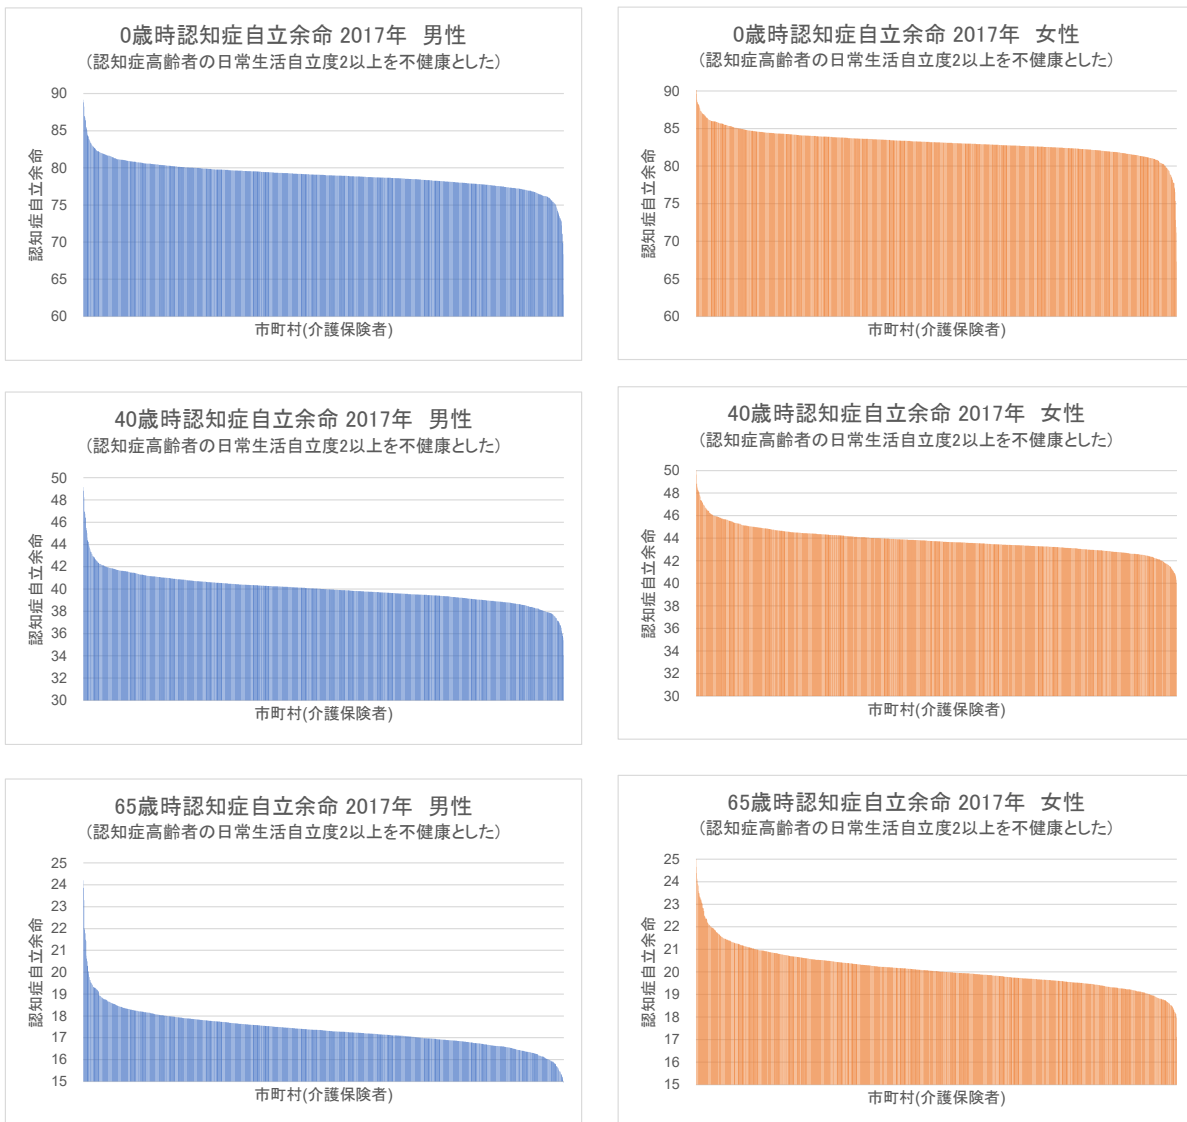 0歳時認知症自立余命 2017年　男性
(認知症高齢者の日常生活自立度2以上を不健康とした)
認知症自立余命
90
85
80
75
70
65
60
市町村(介護保険者)
0歳時認知症自立余命 2017年　女性
(認知症高齢者の日常生活自立度2以上を不健康とした)
認知症自立余命
90
85
80
75
70
65
60
市町村(介護保険者)
40歳時認知症自立余命 2017年　男性
(認知症高齢者の日常生活自立度2以上を不健康とした)
認知症自立余命
50
48
46
44
42
40
38
36
34
32
30
市町村(介護保険者)
40歳時認知症自立余命 2017年　女性
(認知症高齢者の日常生活自立度2以上を不健康とした)
認知症自立余命
50
48
46
44
42
40
38
36
34
32
30
市町村(介護保険者)
65歳時認知症自立余命 2017年　男性
(認知症高齢者の日常生活自立度2以上を不健康とした)
認知症自立余命
25
24
23
22
21
20
19
18
17
16
15
市町村(介護保険者)
65歳時認知症自立余命 2017年　女性
(認知症高齢者の日常生活自立度2以上を不健康とした)
認知症自立余命
25
24
23
22
21
20
19
18
17
16
15
市町村(介護保険者)